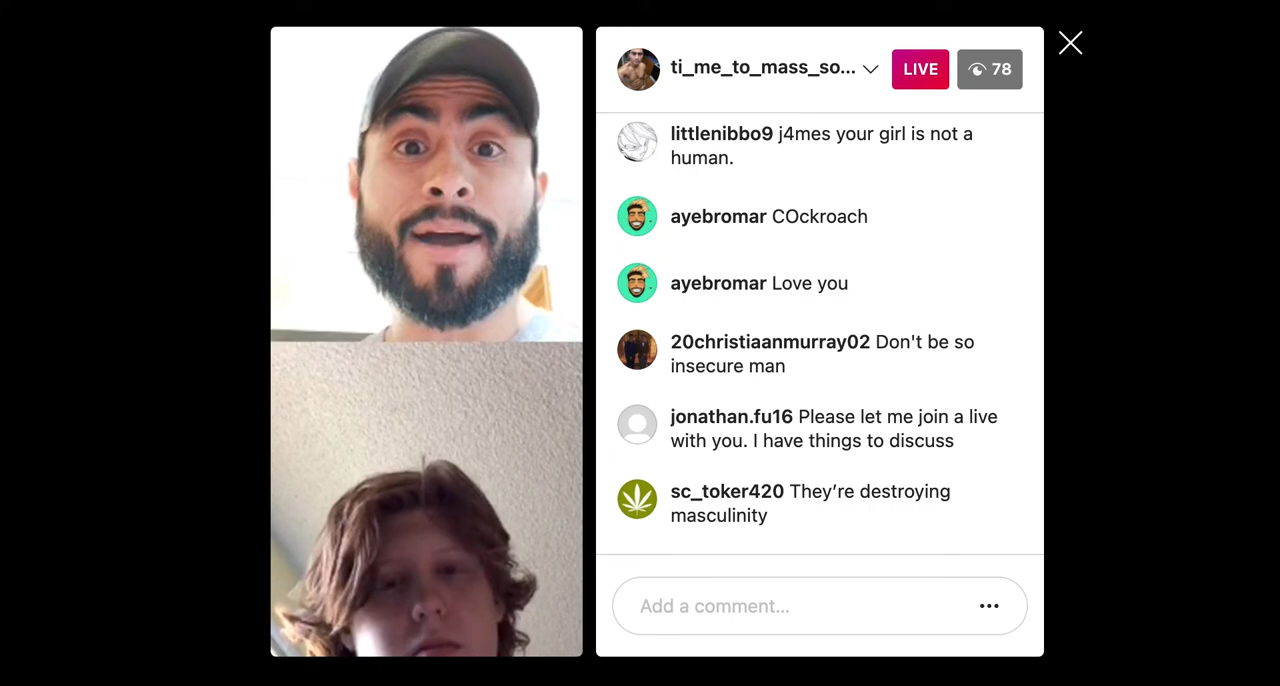 ti_me_to_mass_so...
LIVE
78
littlenibbo9 j4mes your girl is not a
human.
ayebromar COckroach
ayebromar Love you
20christiaanmurray02 Don't be so
insecure man
jonathan.fu16 Please let me join a live
with you. I have things to discuss
sc_toker420 They’re destroying
masculinity
Add a comment...